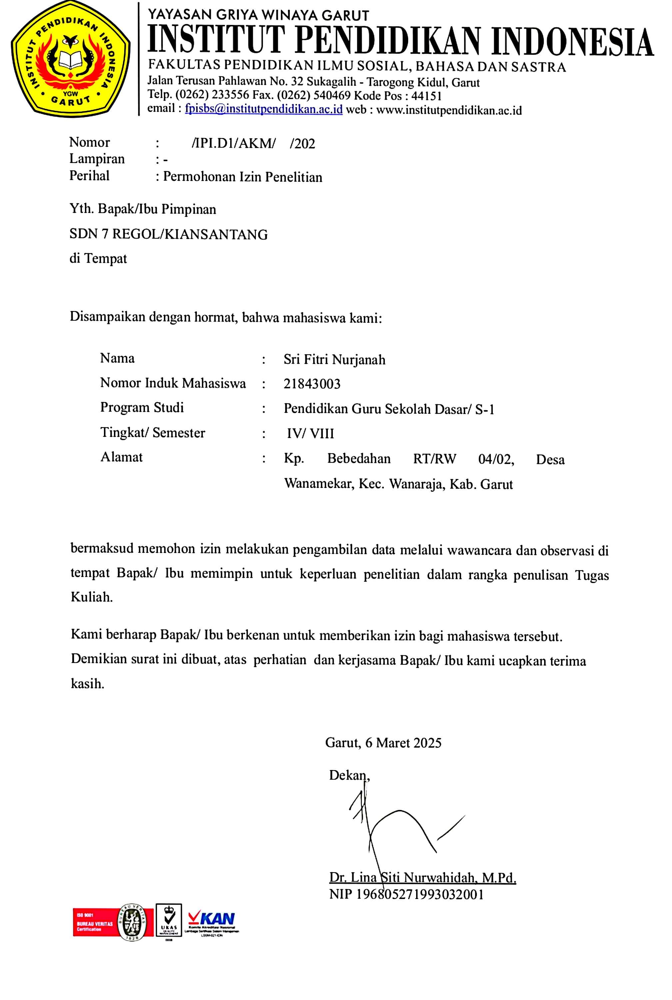 INSTITUT PENDIDIKAN INDONESIA
YGW
GARUT
YAYASAN GRIYA WINAYA GARUT
INSTITUT PENDIDIKAN INDONESIA
FAKULTAS PENDIDIKAN ILMU SOSIAL, BAHASA DAN SASTRA
Jalan Terusan Pahlawan No. 32 Sukagalih - Tarogong Kidul, Garut
Telp. (0262) 233556 Fax. (0262) 540469 Kode Pos : 44151
email : fpisbs@institutpendidikan.ac.id web : www.institutpendidikan.ac.id
Nomor : /IPI.D1/AKM/ /202
Lampiran : -
Perihal : Permohonan Izin Penelitian
Yth. Bapak/Ibu Pimpinan
SDN 7 REGOL/KIANSANTANG
di Tempat
Disampaikan dengan hormat, bahwa mahasiswa kami:
Nama : Sri Fitri Nurjanah
Nomor Induk Mahasiswa : 21843003
Program Studi : Pendidikan Guru Sekolah Dasar/ S-1
Tingkat/ Semester : IV/ VIII
Alamat : Kp. Bebedahan RT/RW 04/02, Desa
Wanamekar, Kec. Wanaraja, Kab. Garut
bermaksud memohon izin melakukan pengambilan data melalui wawancara dan observasi di
tempat Bapak/ Ibu memimpin untuk keperluan penelitian dalam rangka penulisan Tugas
Kuliah.
Kami berharap Bapak/ Ibu berkenan untuk memberikan izin bagi mahasiswa tersebut.
Demikian surat ini dibuat, atas perhatian dan kerjasama Bapak/ Ibu kami ucapkan terima
kasih.
Garut, 6 Maret 2025
Dekan,
Dr. Lina Siti Nurwahidah, M.Pd.
NIP 196805271993032001
ISO 9001
BUREAU VERITAS
Certification
BUREAU VERITAS
1828
UKAS
QUALITY
MANAGEMENT
0008
KAN
Komite Akreditasi Nasional
Lembaga Sertifikasi Sistem Manajemen
LSSM-021-IDN